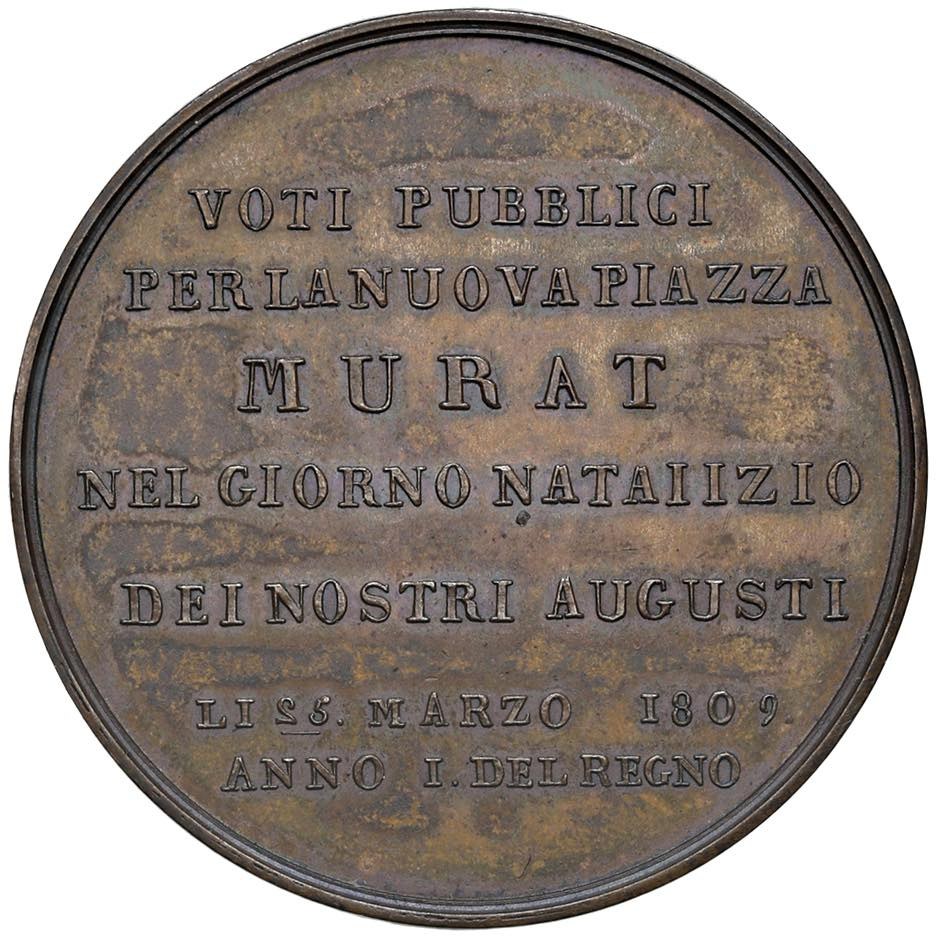 VOTI PUBBLICI
PER LA NUOVA PIAZZA
MURAT
NEL GIORNO NATAIIZIO
DEI NOSTRI AUGUSTI
LI 25. MARZO 1809
ANNO I. DEL REGNO